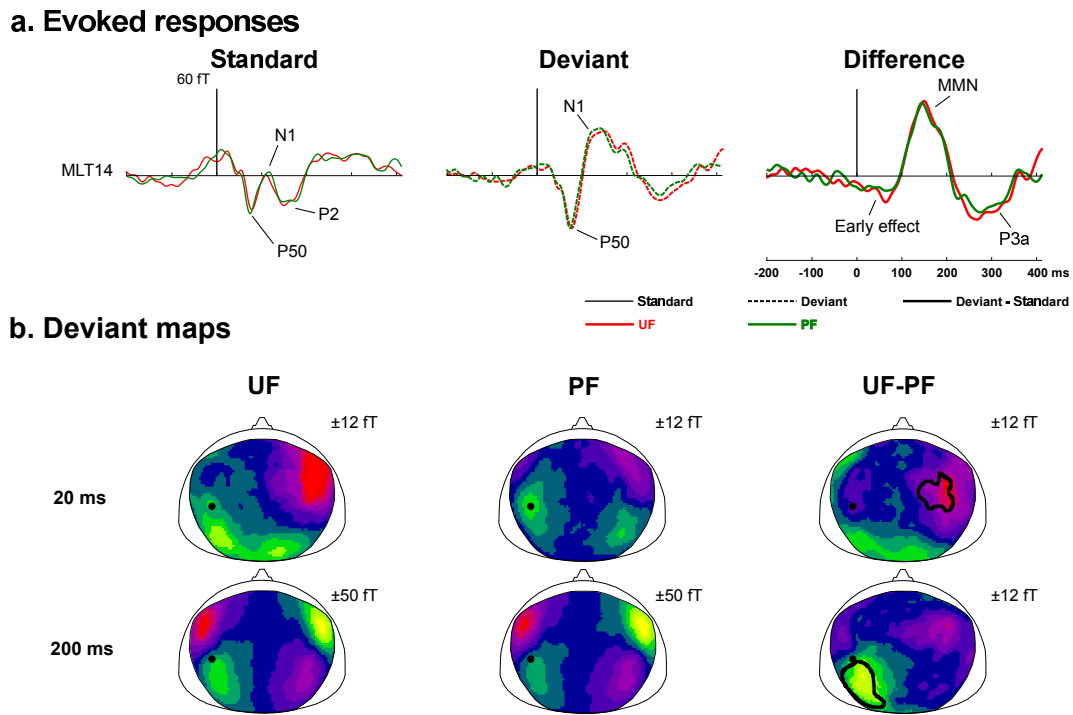 a. Evoked responses
Standard
Deviant
Difference
60 fT
MLT14
N1
P2
P50
N1
P50
MMN
Early effect
P3a
-200 -100 0 100 200 300 400 ms
Standard
Deviant
Deviant - Standard
UF
PF
b. Deviant maps
UF
PF
UF-PF
20 ms
±12 fT
±12 fT
±12 fT
200 ms
±50 fT
±50 fT
±12 fT